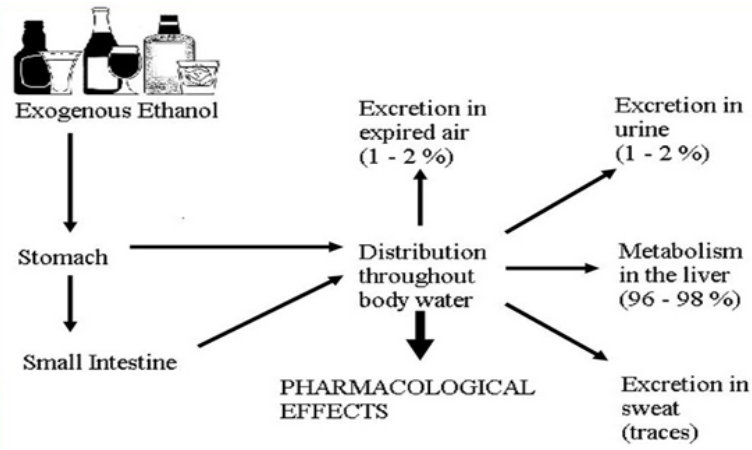 Exogenous Ethanol
Stomach
Small Intestine
Excretion in
expired air
(1 - 2 %)
Distribution
throughout
body water
PHARMACOLOGICAL
EFFECTS
Excretion in
urine
(1 - 2 %)
Metabolism
in the liver
(96 - 98 %)
Excretion in
sweat
(traces)